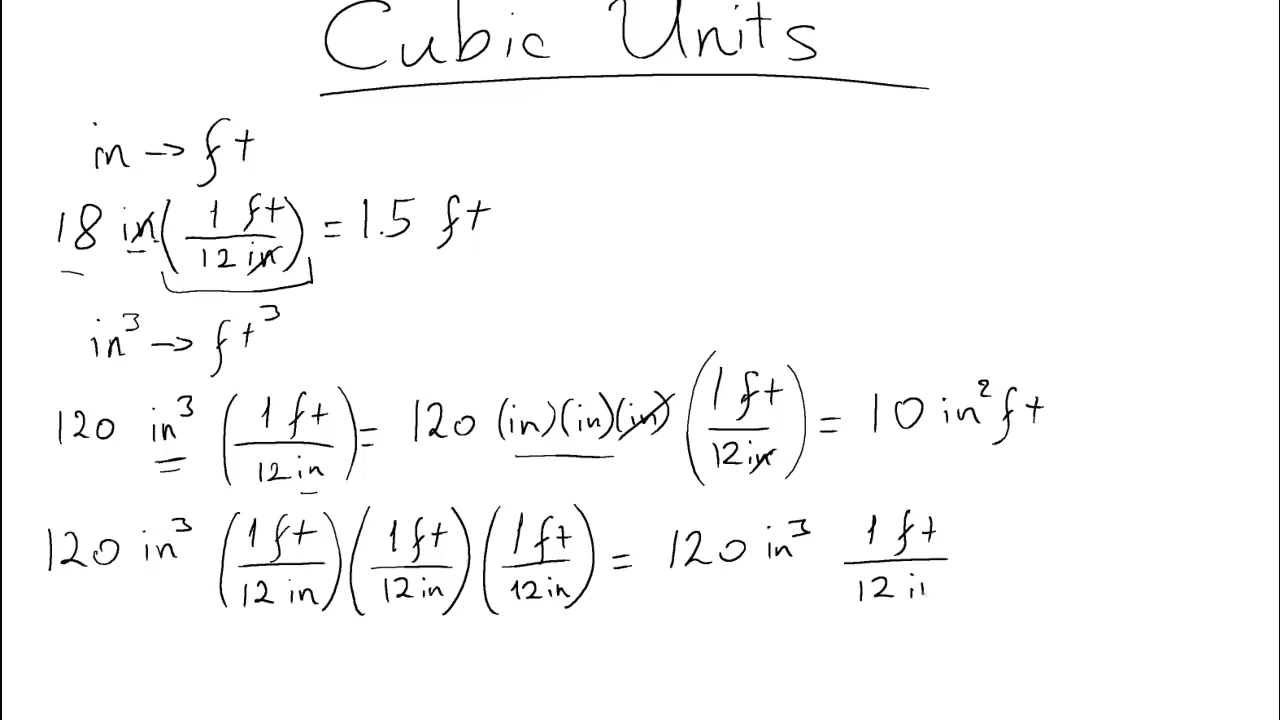 Cubic Units
in → ft
18 in (1 ft / 12 in) = 1.5 ft
in³ → ft³
120 in³ (1 ft / 12 in) = 120 (in)(in)(in) (1 ft / 12 in) = 10 in² ft
120 in³ (1 ft / 12 in)(1 ft / 12 in)(1 ft / 12 in) = 120 in³ 1 ft / 12 i